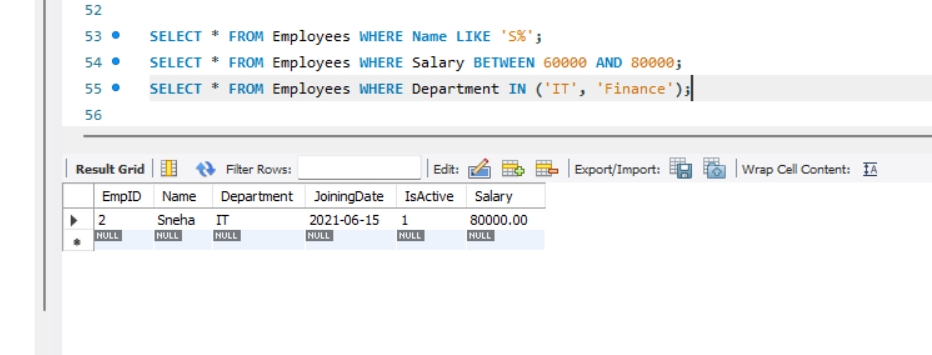 52
53 SELECT * FROM Employees WHERE Name LIKE 'S%';
54 SELECT * FROM Employees WHERE Salary BETWEEN 60000 AND 80000;
55 SELECT * FROM Employees WHERE Department IN ('IT', 'Finance');
56
Result Grid Filter Rows: Edit: Export/Import: Wrap Cell Content: IA
EmpID Name Department JoiningDate IsActive Salary
2 Sneha IT 2021-06-15 1 80000.00
NULL NULL NULL NULL NULL NULL